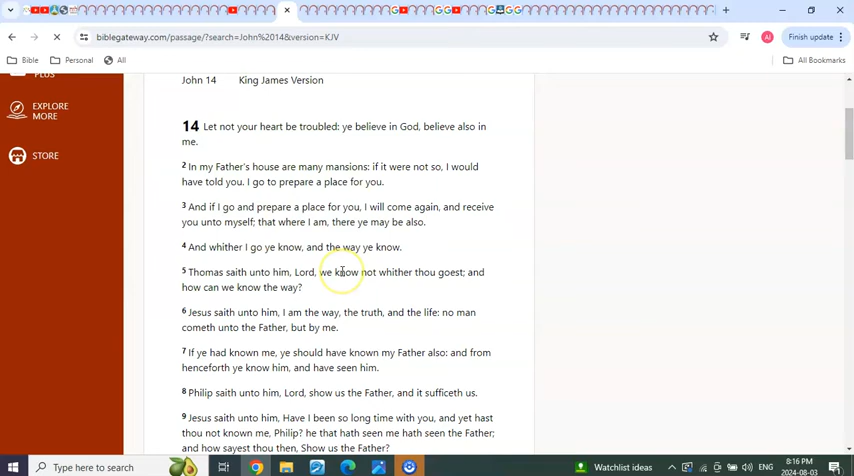 biblegateway.com/passage/?search=John%2014&version=KJV
AI
Finish update
Bible
Personal
All
All Bookmarks
PLUS
EXPLORE
MORE
STORE
John 14 King James Version
14 Let not your heart be troubled: ye believe in God, believe also in
me.
2 In my Father's house are many mansions: if it were not so, I would
have told you. I go to prepare a place for you.
3 And if I go and prepare a place for you, I will come again, and receive
you unto myself; that where I am, there ye may be also.
4 And whither I go ye know, and the way ye know.
5 Thomas saith unto him, Lord, we know not whither thou goest; and
how can we know the way?
6 Jesus saith unto him, I am the way, the truth, and the life: no man
cometh unto the Father, but by me.
7 If ye had known me, ye should have known my Father also: and from
henceforth ye know him, and have seen him.
8 Philip saith unto him, Lord, show us the Father, and it sufficeth us.
9 Jesus saith unto him, Have I been so long time with you, and yet hast
thou not known me, Philip? he that hath seen me hath seen the Father;
and how sayest thou then, Show us the Father?
Type here to search
Watchlist ideas
ENG
8:16 PM
2024-08-03